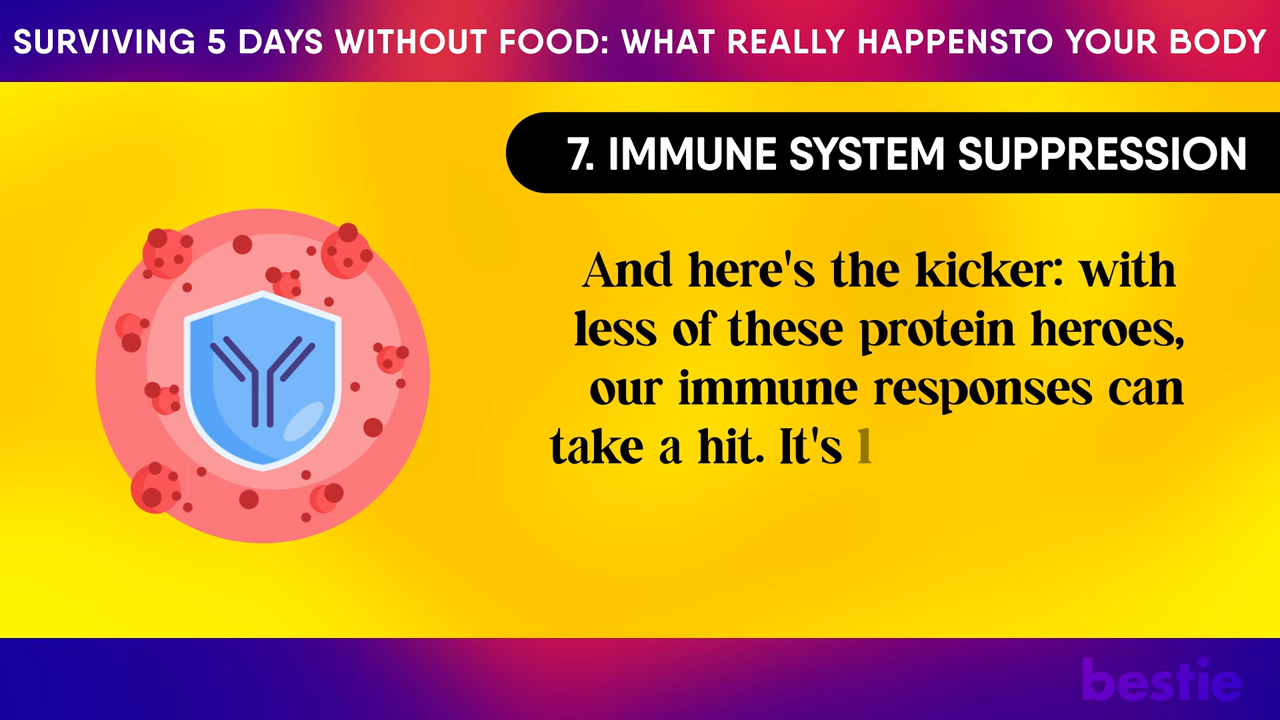 SURVIVING 5 DAYS WITHOUT FOOD: WHAT REALLY HAPPENSTO YOUR BODY
7. IMMUNE SYSTEM SUPPRESSION
And here's the kicker: with
less of these protein heroes,
our immune responses can
take a hit. It's l
bestie